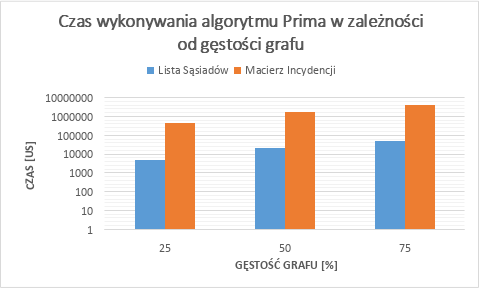 Czas wykonywania algorytmu Prima w zależności
od gęstości grafu
Lista Sąsiadów Macierz Incydencji
10000000
1000000
100000
10000
1000
100
10
1
CZAS [US]
25 50 75
GĘSTOŚĆ GRAFU [%]